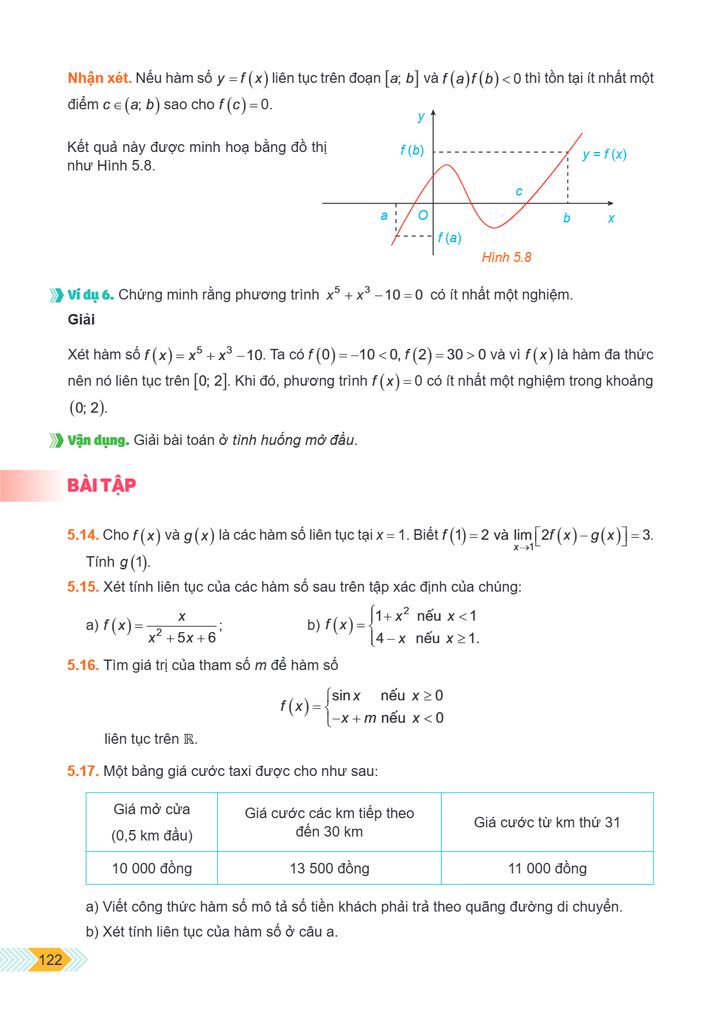 Nhận xét. Nếu hàm số y = f(x) liên tục trên đoạn [a; b] và f(a)f(b) < 0 thì tồn tại ít nhất một
điểm c ∈ (a; b) sao cho f(c) = 0.
Kết quả này được minh hoạ bằng đồ thị
như Hình 5.8.
y
f (b)
y = f (x)
c
a
O
b
x
f (a)
Hình 5.8
Ví dụ 6. Chứng minh rằng phương trình x⁵ + x³ − 10 = 0 có ít nhất một nghiệm.
Giải
Xét hàm số f(x) = x⁵ + x³ − 10. Ta có f(0) = −10 < 0, f(2) = 30 > 0 và vì f(x) là hàm đa thức
nên nó liên tục trên [0; 2]. Khi đó, phương trình f(x) = 0 có ít nhất một nghiệm trong khoảng
(0; 2).
Vận dụng. Giải bài toán ở tình huống mở đầu.
BÀI TẬP
5.14. Cho f(x) và g(x) là các hàm số liên tục tại x = 1. Biết f(1) = 2 và lim x→1 [2f(x) − g(x)] = 3.
Tính g(1).
5.15. Xét tính liên tục của các hàm số sau trên tập xác định của chúng:
a) f(x) = x / (x² + 5x + 6); b) f(x) = { 1 + x² nếu x < 1
4 − x nếu x ≥ 1.
5.16. Tìm giá trị của tham số m để hàm số
f(x) = { sin x nếu x ≥ 0
−x + m nếu x < 0
liên tục trên ℝ.
5.17. Một bảng giá cước taxi được cho như sau:
Giá mở cửa
(0,5 km đầu)
Giá cước các km tiếp theo
đến 30 km
Giá cước từ km thứ 31
10 000 đồng
13 500 đồng
11 000 đồng
a) Viết công thức hàm số mô tả số tiền khách phải trả theo quãng đường di chuyển.
b) Xét tính liên tục của hàm số ở câu a.
122